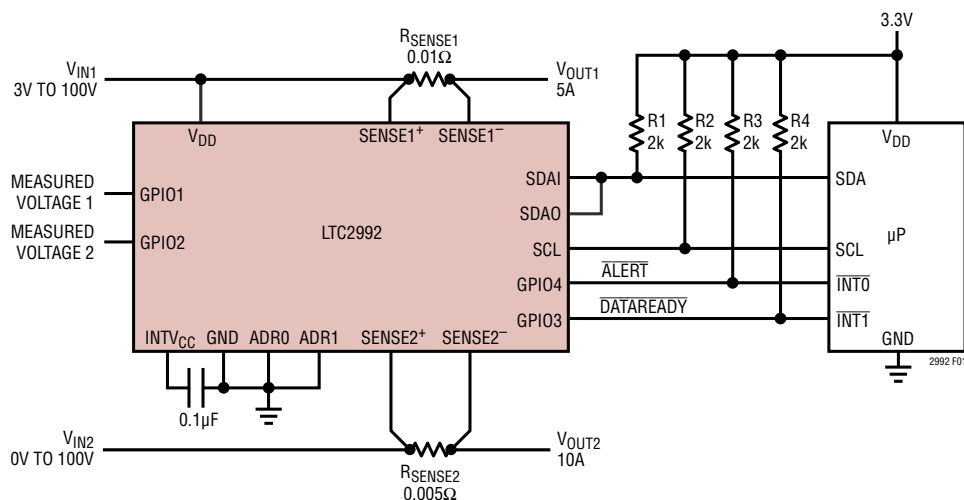 3.3V
RSENSE1
0.01Ω
VIN1
3V TO 100V
VOUT1
5A
R1
2k
R2
2k
R3
2k
R4
2k
VDD
SENSE1+
SENSE1–
VDD
MEASURED
VOLTAGE 1
GPIO1
SDAI
SDA
SDAO
MEASURED
VOLTAGE 2
GPIO2
LTC2992
SCL
SCL
µP
ALERT
GPIO4
INT0
DATAREADY
GPIO3
INT1
INTVCC
GND
ADR0
ADR1
SENSE2+
SENSE2–
GND
2992 F01
0.1µF
VIN2
0V TO 100V
VOUT2
10A
RSENSE2
0.005Ω